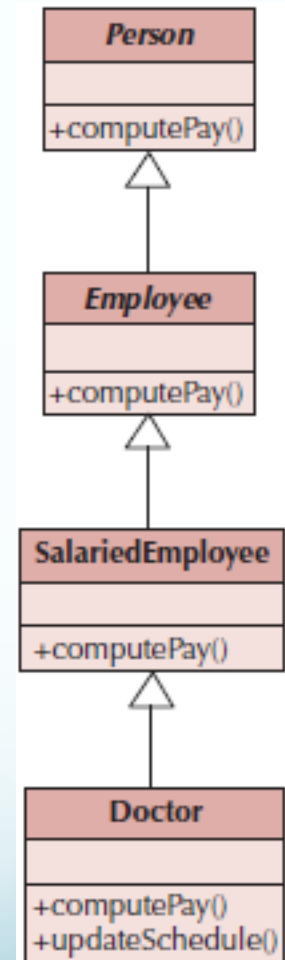 Person
+computePay()
Employee
+computePay()
SalariedEmployee
+computePay()
Doctor
+computePay()
+updateSchedule()